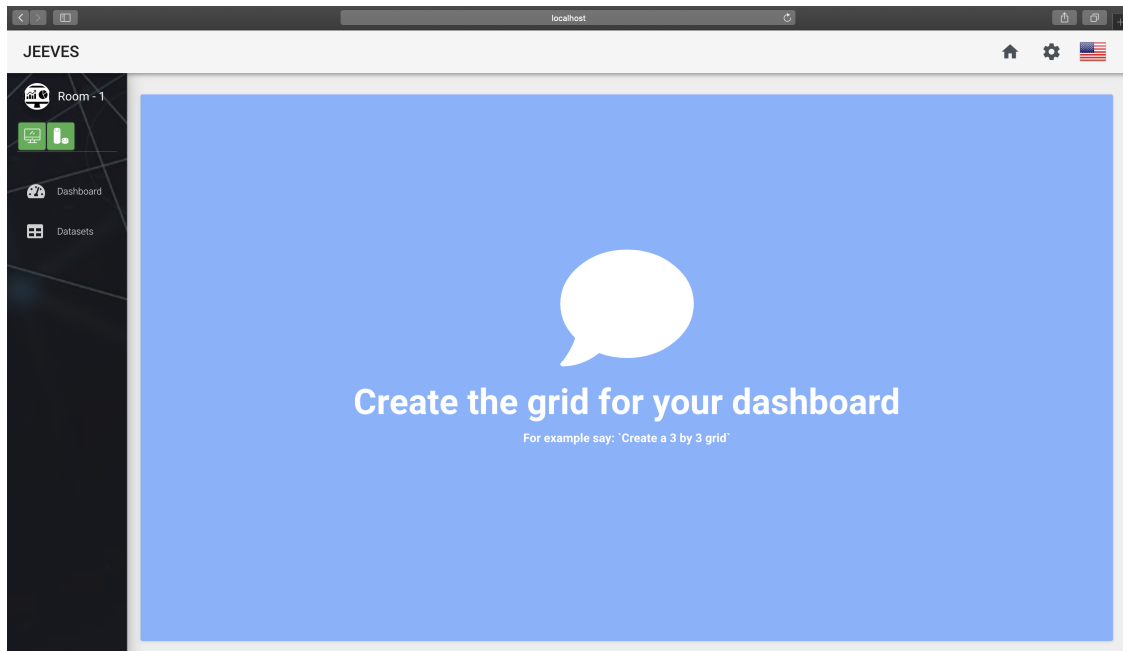 localhost
JEEVES
Room - 1
Dashboard
Datasets
Create the grid for your dashboard
For example say: `Create a 3 by 3 grid`